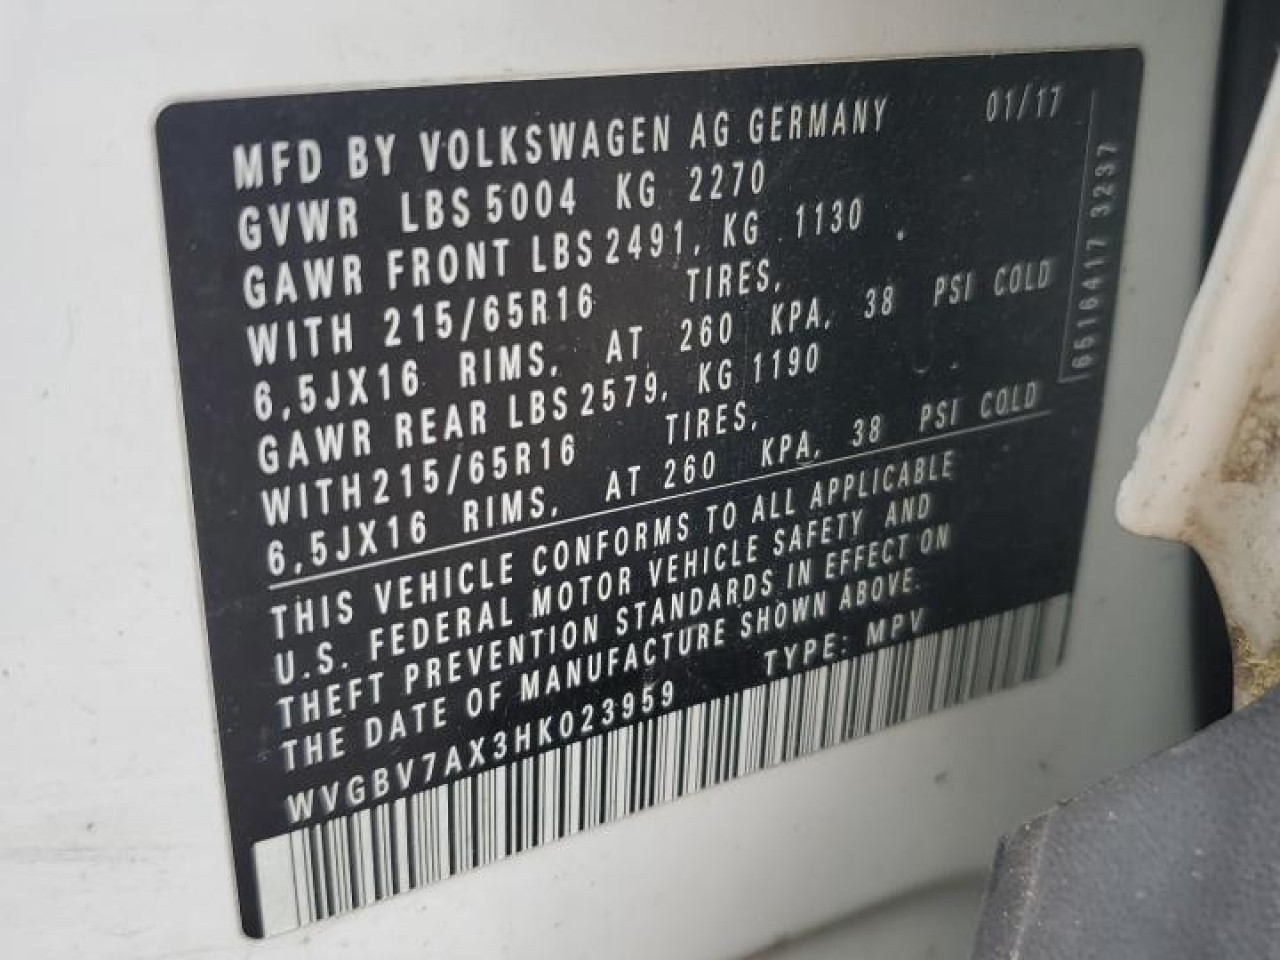 MFD BY VOLKSWAGEN AG GERMANY 01/17
GVWR LBS 5004 KG 2270
GAWR FRONT LBS 2491, KG 1130
WITH 215/65R16 TIRES,
6,5JX16 RIMS, AT 260 KPA, 38 PSI COLD
GAWR REAR LBS 2579, KG 1190
WITH 215/65R16 TIRES,
6,5JX16 RIMS, AT 260 KPA, 38 PSI COLD
THIS VEHICLE CONFORMS TO ALL APPLICABLE
U.S. FEDERAL MOTOR VEHICLE SAFETY AND
THEFT PREVENTION STANDARDS IN EFFECT ON
THE DATE OF MANUFACTURE SHOWN ABOVE.
WVGBV7AX3HK023959 TYPE: MPV
6516417 3297